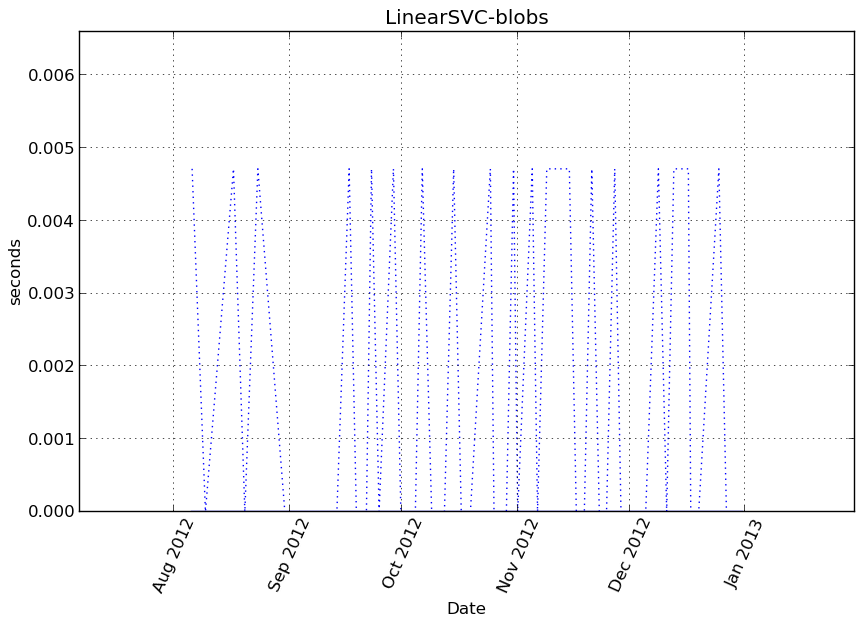 LinearSVC-blobs
0.006
0.005
0.004
0.003
0.002
0.001
0.000
seconds
Aug 2012
Sep 2012
Oct 2012
Nov 2012
Dec 2012
Jan 2013
Date